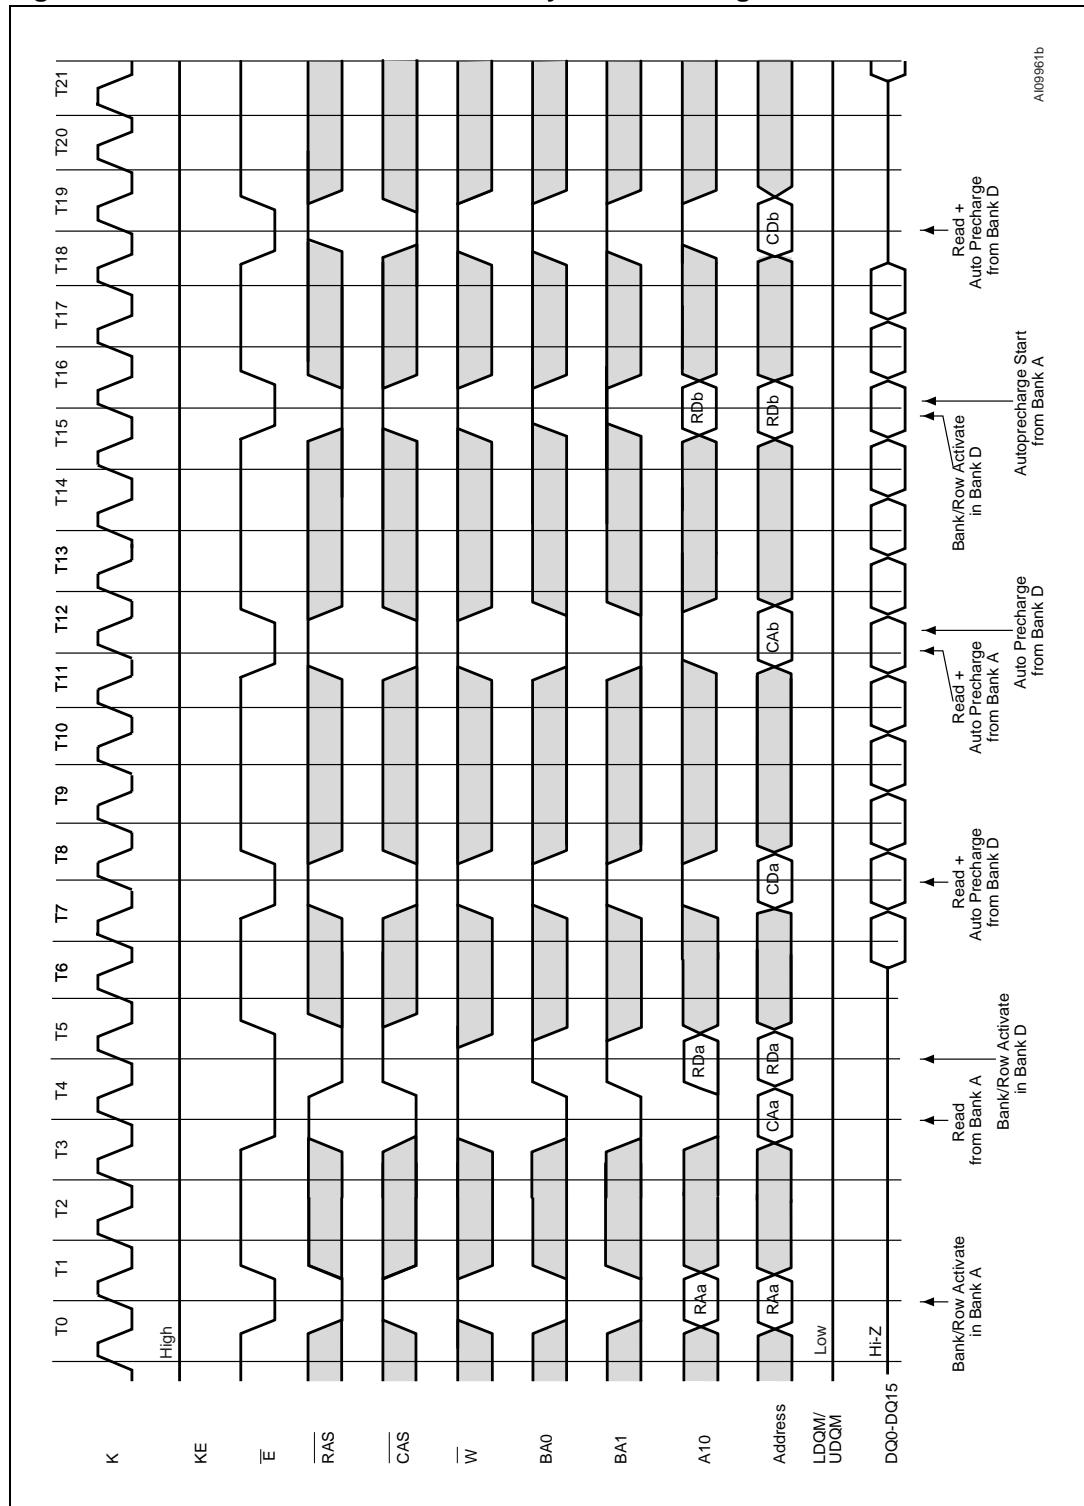 T0 T1 T2 T3 T4 T5 T6 T7 T8 T9 T10 T11 T12 T13 T14 T15 T16 T17 T18 T19 T20 T21
K
KE
High
E
RAS
CAS
W
BA0
BA1
A10
RAa
RDa
RDb
Address
RAa
CAa
RDa
CDa
CAb
RDb
CDb
LDQM/
UDQM
Low
DQ0-DQ15
Hi-Z
Bank/Row Activate
in Bank A
Read
from Bank A
Bank/Row Activate
in Bank D
Read +
Auto Precharge
from Bank D
Read +
Auto Precharge
from Bank A
Auto Precharge
from Bank D
Bank/Row Activate
in Bank D
Autoprecharge Start
from Bank A
Read +
Auto Precharge
from Bank D
AI09961b